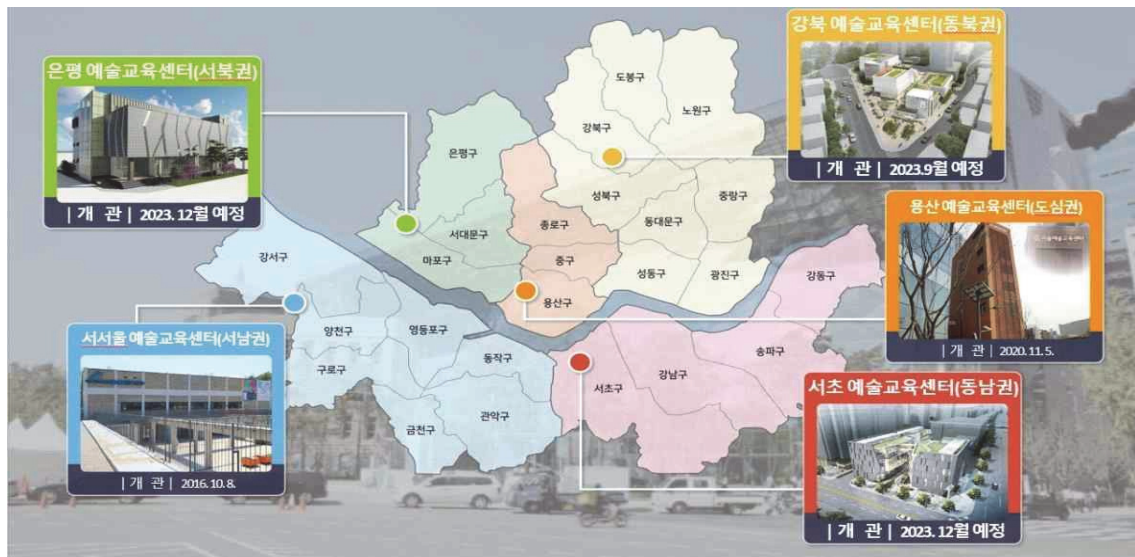 은평 예술교육센터(서북권)
| 개 관 | 2023. 12월 예정
강북 예술교육센터(동북권)
| 개 관 | 2023.9월 예정
용산 예술교육센터(도심권)
| 개 관 | 2020. 11. 5.
서서울 예술교육센터(서남권)
| 개 관 | 2016. 10. 8.
서초 예술교육센터(동남권)
| 개 관 | 2023. 12월 예정
도봉구
노원구
강북구
은평구
성북구
중랑구
종로구
동대문구
서대문구
강서구
마포구
중구
성동구
광진구
강동구
용산구
양천구
영등포구
송파구
동작구
구로구
서초구
강남구
관악구
금천구